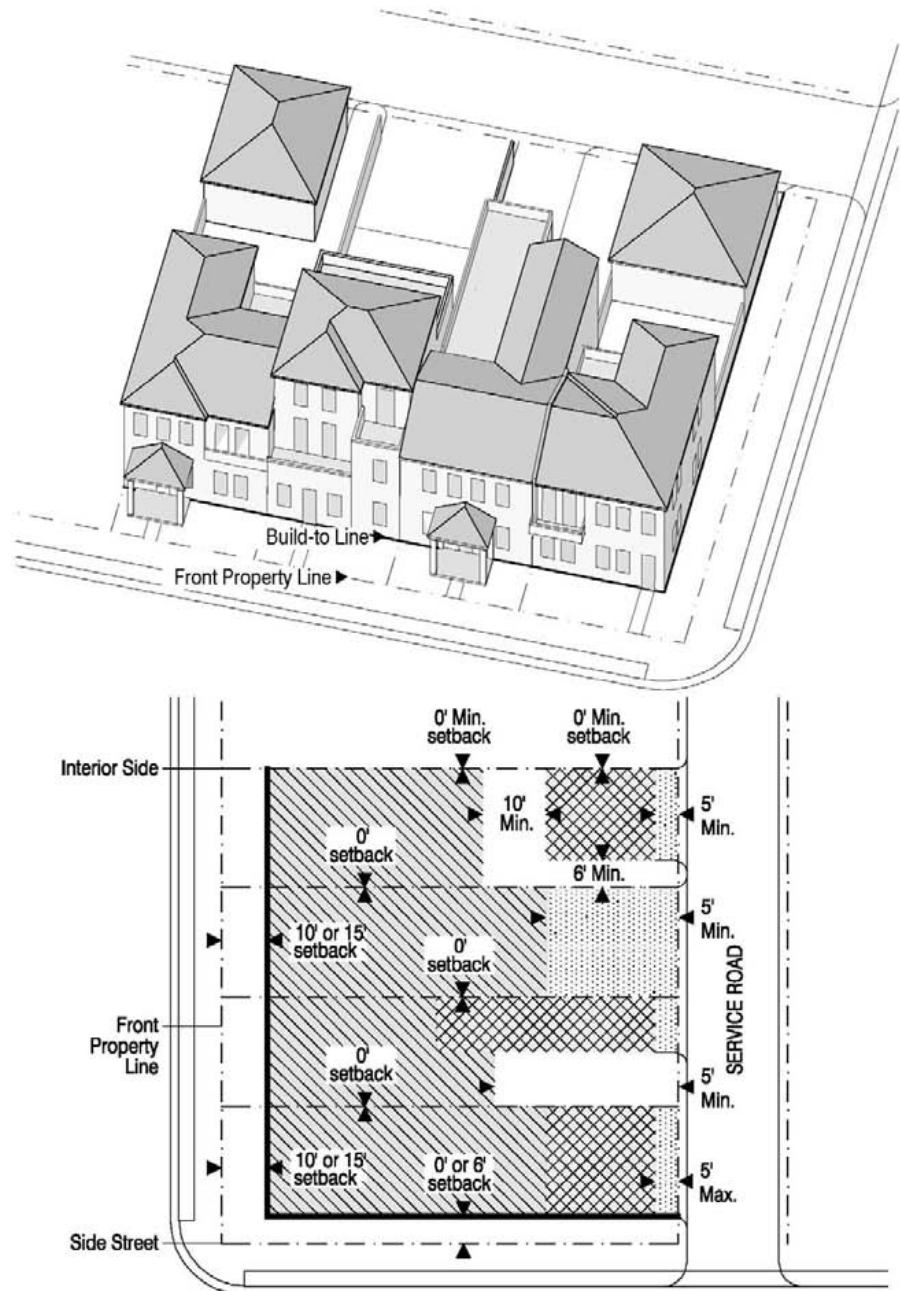 Build-to Line
Front Property Line
0' Min.
setback
0' Min.
setback
Interior Side
10'
Min.
5'
Min.
0'
setback
6' Min.
10' or 15'
setback
0'
setback
5'
Min.
SERVICE ROAD
Front
Property
Line
0'
setback
5'
Min.
10' or 15'
setback
0' or 6'
setback
5'
Max.
Side Street